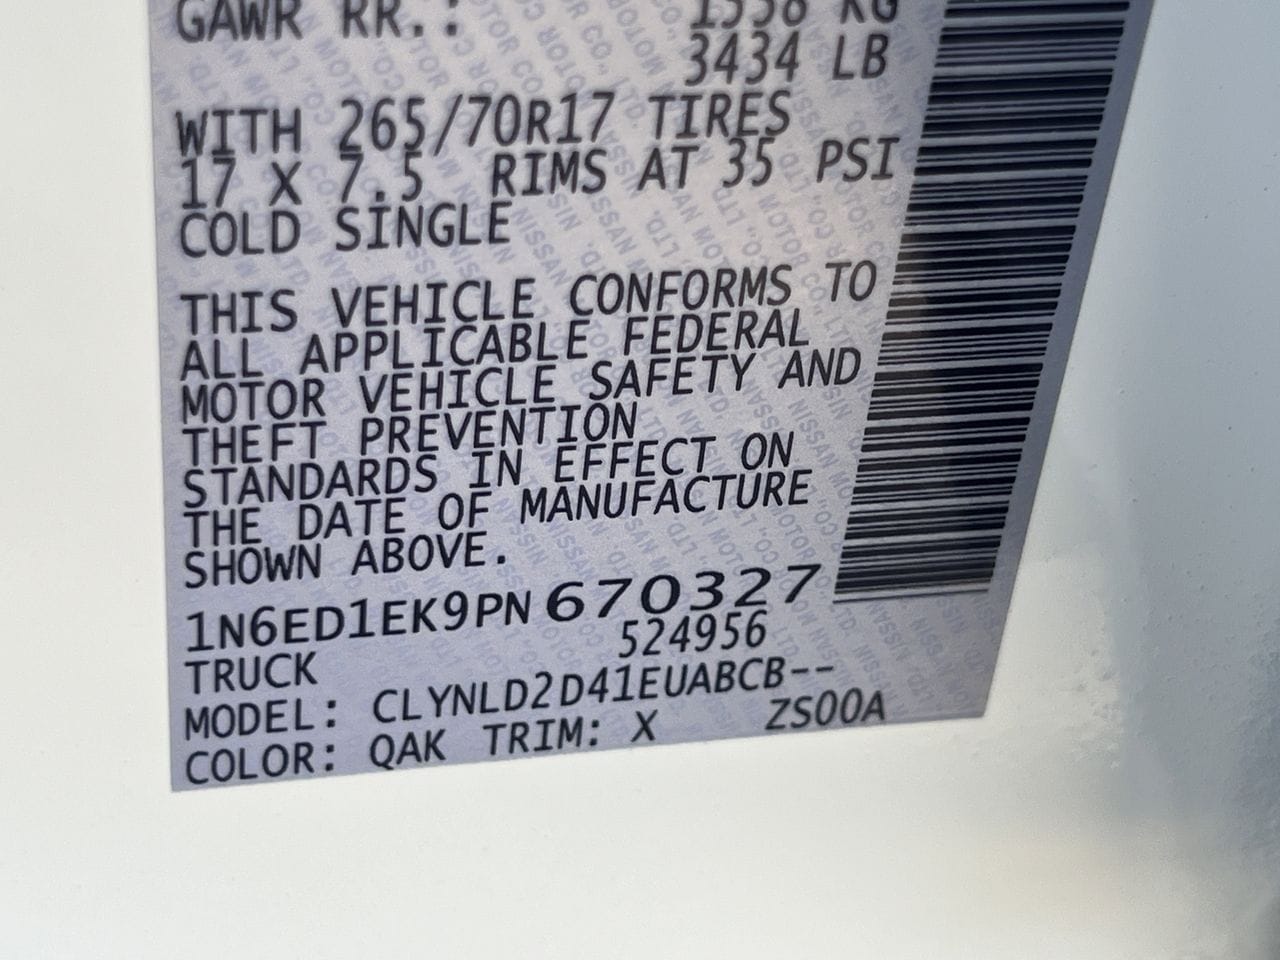 GAWR RR.: 1558 KG
3434 LB
WITH 265/70R17 TIRES
17 X 7.5 RIMS AT 35 PSI
COLD SINGLE
THIS VEHICLE CONFORMS TO
ALL APPLICABLE FEDERAL
MOTOR VEHICLE SAFETY AND
THEFT PREVENTION
STANDARDS IN EFFECT ON
THE DATE OF MANUFACTURE
SHOWN ABOVE.
1N6ED1EK9PN670327
TRUCK 524956
MODEL: CLYNLD2D41EUABCB--
COLOR: QAK TRIM: X ZS00A